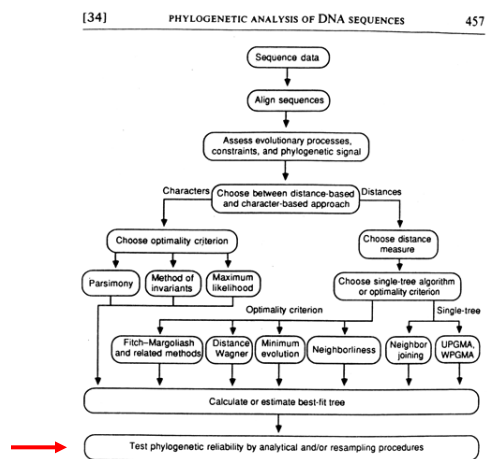 [34] PHYLOGENETIC ANALYSIS OF DNA SEQUENCES 457
Sequence data
Align sequences
Assess evolutionary processes,
constraints, and phylogenetic signal
Characters
Choose between distance-based
and character-based approach
Distances
Choose optimality criterion
Choose distance
measure
Parsimony
Method of
invariants
Maximum
likelihood
Choose single-tree algorithm
or optimality criterion
Optimality criterion
Single-tree
Fitch–Margoliash
and related methods
Distance
Wagner
Minimum
evolution
Neighborliness
Neighbor
joining
UPGMA,
WPGMA
Calculate or estimate best-fit tree
Test phylogenetic reliability by analytical and/or resampling procedures